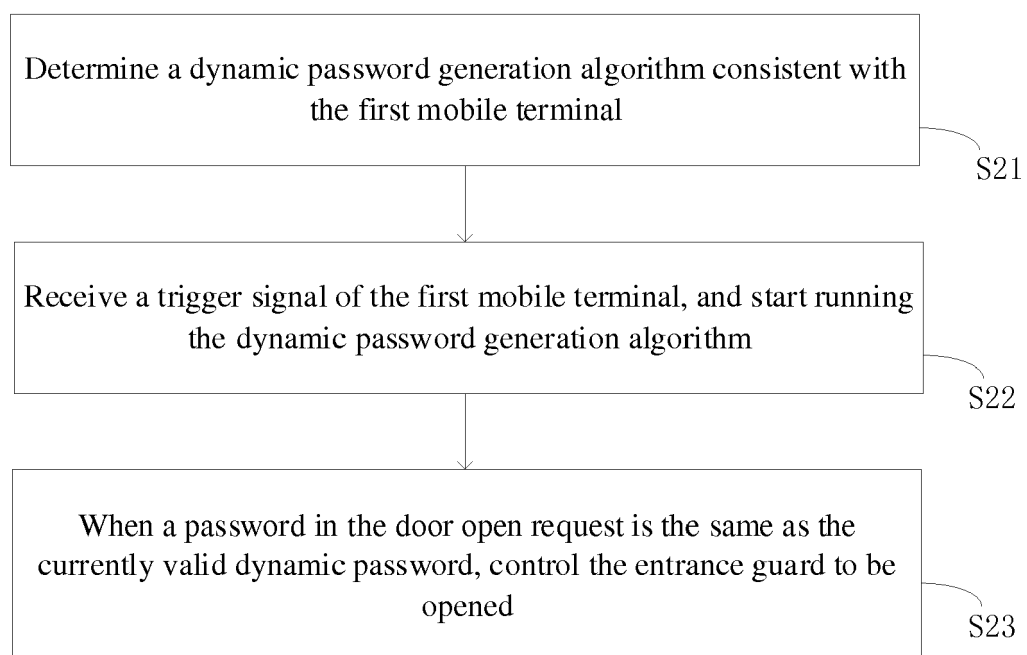 Determine a dynamic password generation algorithm consistent with
the first mobile terminal
S21
Receive a trigger signal of the first mobile terminal, and start running
the dynamic password generation algorithm
S22
When a password in the door open request is the same as the
currently valid dynamic password, control the entrance guard to be
opened
S23